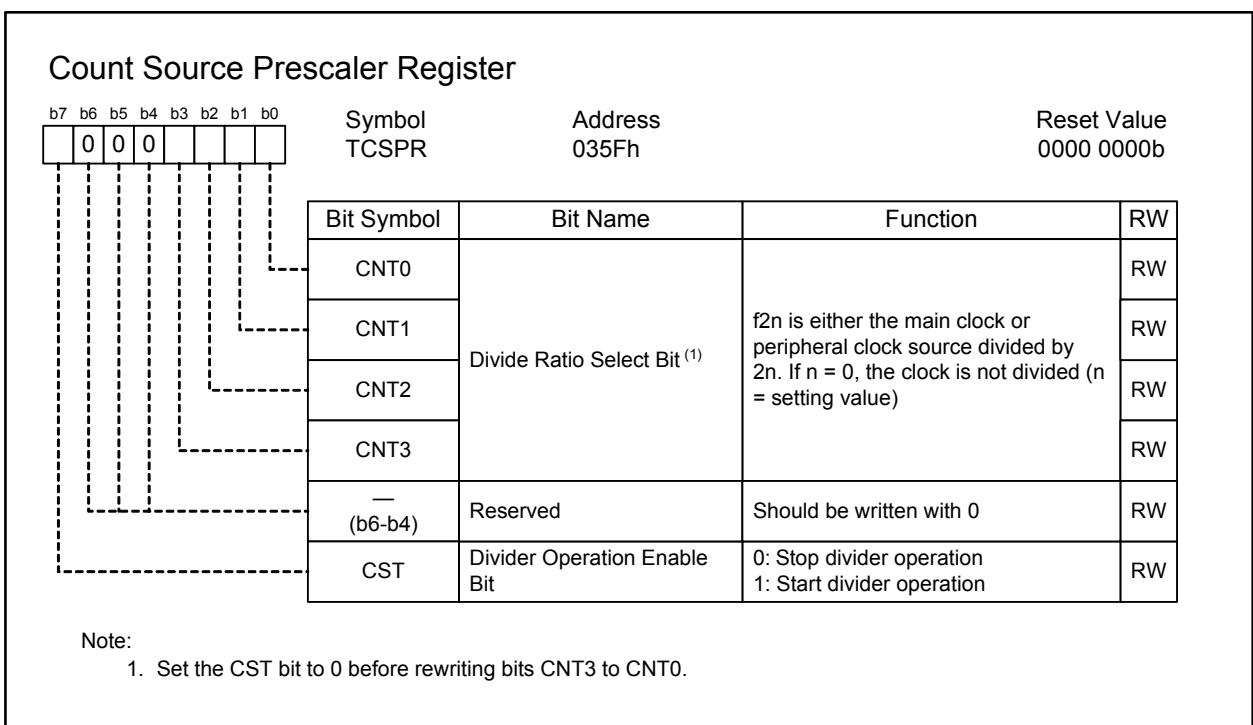 Count Source Prescaler Register
b7 b6 b5 b4 b3 b2 b1 b0
0 0 0
Symbol Address Reset Value
TCSPR 035Fh 0000 0000b
Bit Symbol Bit Name Function RW
CNT0 RW
CNT1 RW
CNT2 RW
CNT3 RW
Divide Ratio Select Bit (1)
f2n is either the main clock or
peripheral clock source divided by
2n. If n = 0, the clock is not divided (n
= setting value)
—
(b6-b4) Reserved Should be written with 0 RW
CST Divider Operation Enable
Bit
0: Stop divider operation
1: Start divider operation
RW
Note:
1. Set the CST bit to 0 before rewriting bits CNT3 to CNT0.